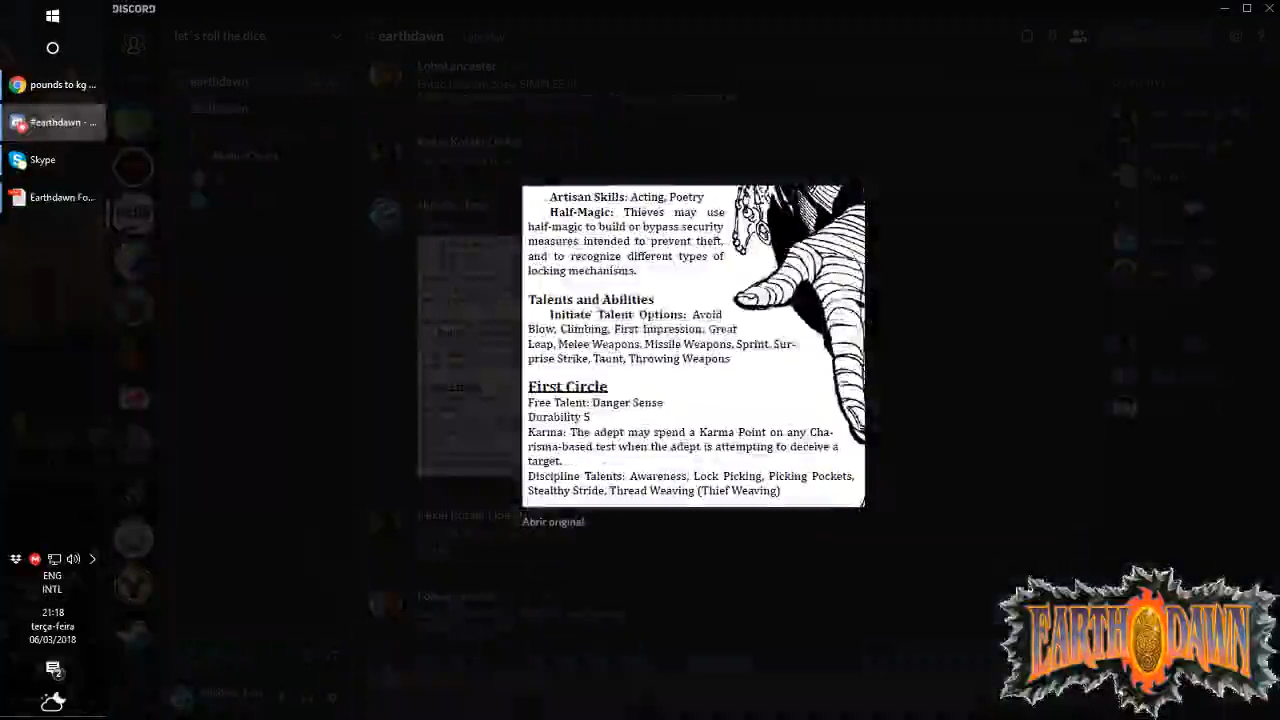 DISCORD
let's roll the dice
earthdawn
earthdawn
LoboLancaster
pounds to kg ...
#earthdawn - ...
Skype
Earthdawn Fo...
Artisan Skills: Acting, Poetry
Half-Magic: Thieves may use
half-magic to build or bypass security
measures intended to prevent theft,
and to recognize different types of
locking mechanisms.
Talents and Abilities
Initiate Talent Options: Avoid
Blow, Climbing, First Impression, Great
Leap, Melee Weapons, Missile Weapons, Sprint, Sur-
prise Strike, Taunt, Throwing Weapons
First Circle
Free Talent: Danger Sense
Durability 5
Karma: The adept may spend a Karma Point on any Cha-
risma-based test when the adept is attempting to deceive a
target.
Discipline Talents: Awareness, Lock Picking, Picking Pockets,
Stealthy Stride, Thread Weaving (Thief Weaving)
Abrir original
ENG
INTL
21:18
terça-feira
06/03/2018
2
EARTHDAWN